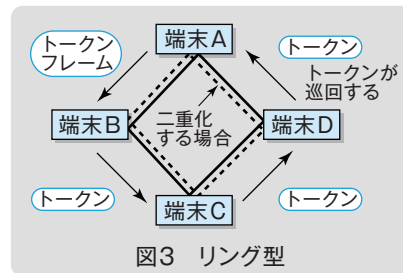 トークン
フレーム
端末A
トークン
トークンが
巡回する
端末B
二重化
する場合
端末D
トークン
端末C
トークン
図3 リング型